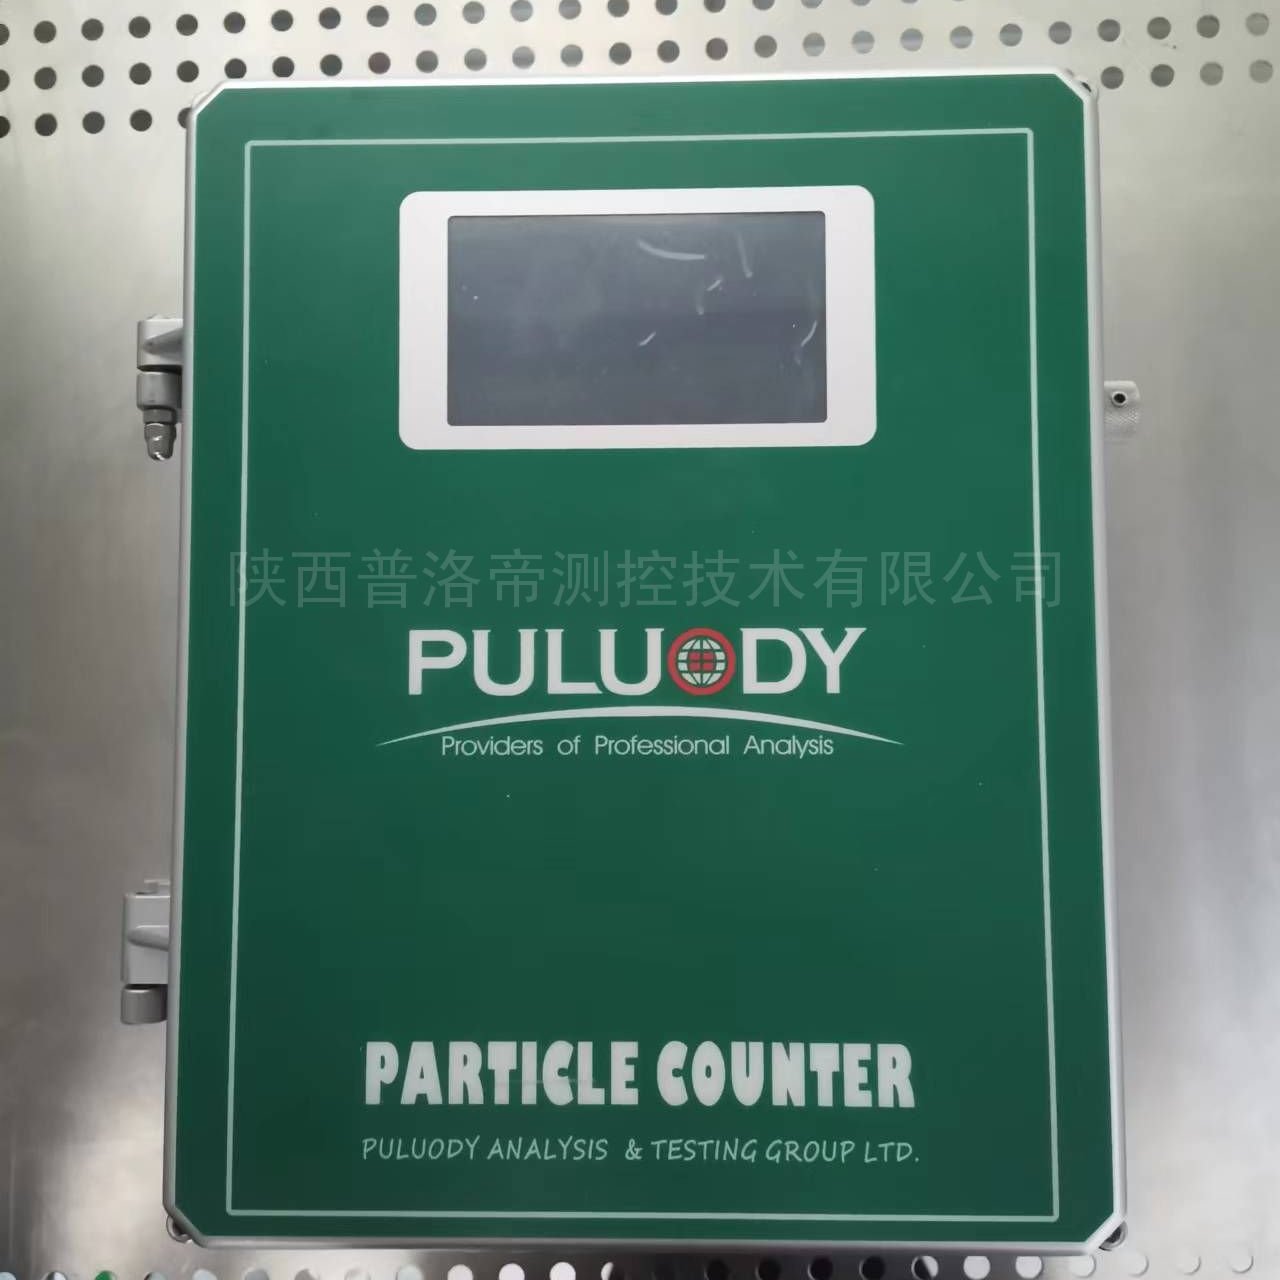 陕西普洛帝测控技术有限公司
PULUODY
Providers of Professional Analysis
PARTICLE COUNTER
PULUODY ANALYSIS & TESTING GROUP LTD.